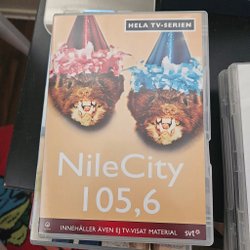 HELA TV-SERIEN
NileCity
105,6
INNEHÅLLER ÄVEN EJ TV-VISAT MATERIAL
svt